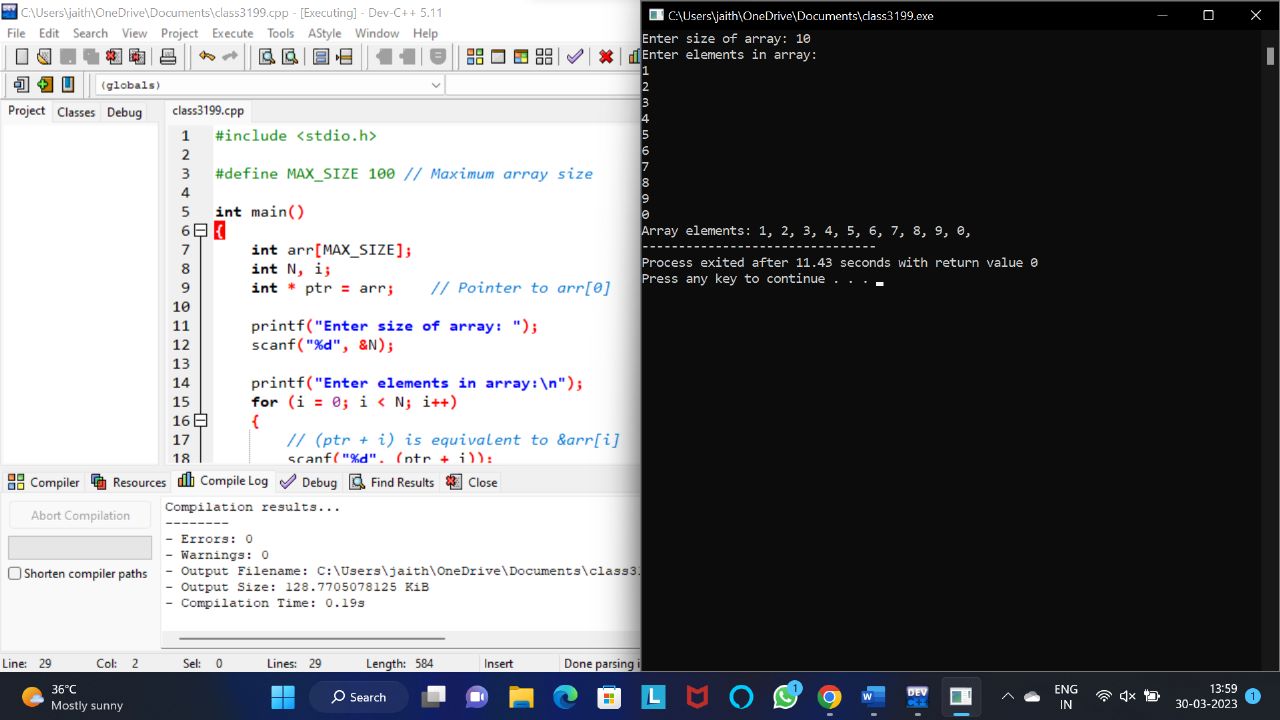 C:\Users\jaith\OneDrive\Documents\class3199.cpp - [Executing] - Dev-C++ 5.11
File Edit Search View Project Execute Tools AStyle Window Help
(globals)
Project Classes Debug
class3199.cpp
1 #include <stdio.h>
2
3 #define MAX_SIZE 100 // Maximum array size
4
5 int main()
6 {
7 int arr[MAX_SIZE];
8 int N, i;
9 int * ptr = arr; // Pointer to arr[0]
10
11 printf("Enter size of array: ");
12 scanf("%d", &N);
13
14 printf("Enter elements in array:\n");
15 for (i = 0; i < N; i++)
16 {
17 // (ptr + i) is equivalent to &arr[i]
18 scanf("%d", (ptr + i));
Compiler Resources Compile Log Debug Find Results Close
Abort Compilation
Shorten compiler paths
Compilation results...
--------
- Errors: 0
- Warnings: 0
- Output Filename: C:\Users\jaith\OneDrive\Documents\class3
- Output Size: 128.7705078125 KiB
- Compilation Time: 0.19s
Line: 29 Col: 2 Sel: 0 Lines: 29 Length: 584 Insert Done parsing i
C:\Users\jaith\OneDrive\Documents\class3199.exe
Enter size of array: 10
Enter elements in array:
1
2
3
4
5
6
7
8
9
0
Array elements: 1, 2, 3, 4, 5, 6, 7, 8, 9, 0,
--------------------------------
Process exited after 11.43 seconds with return value 0
Press any key to continue . . .
36°C
Mostly sunny
Search
L
1
W
DEV
C++
ENG
IN
13:59
30-03-2023
1